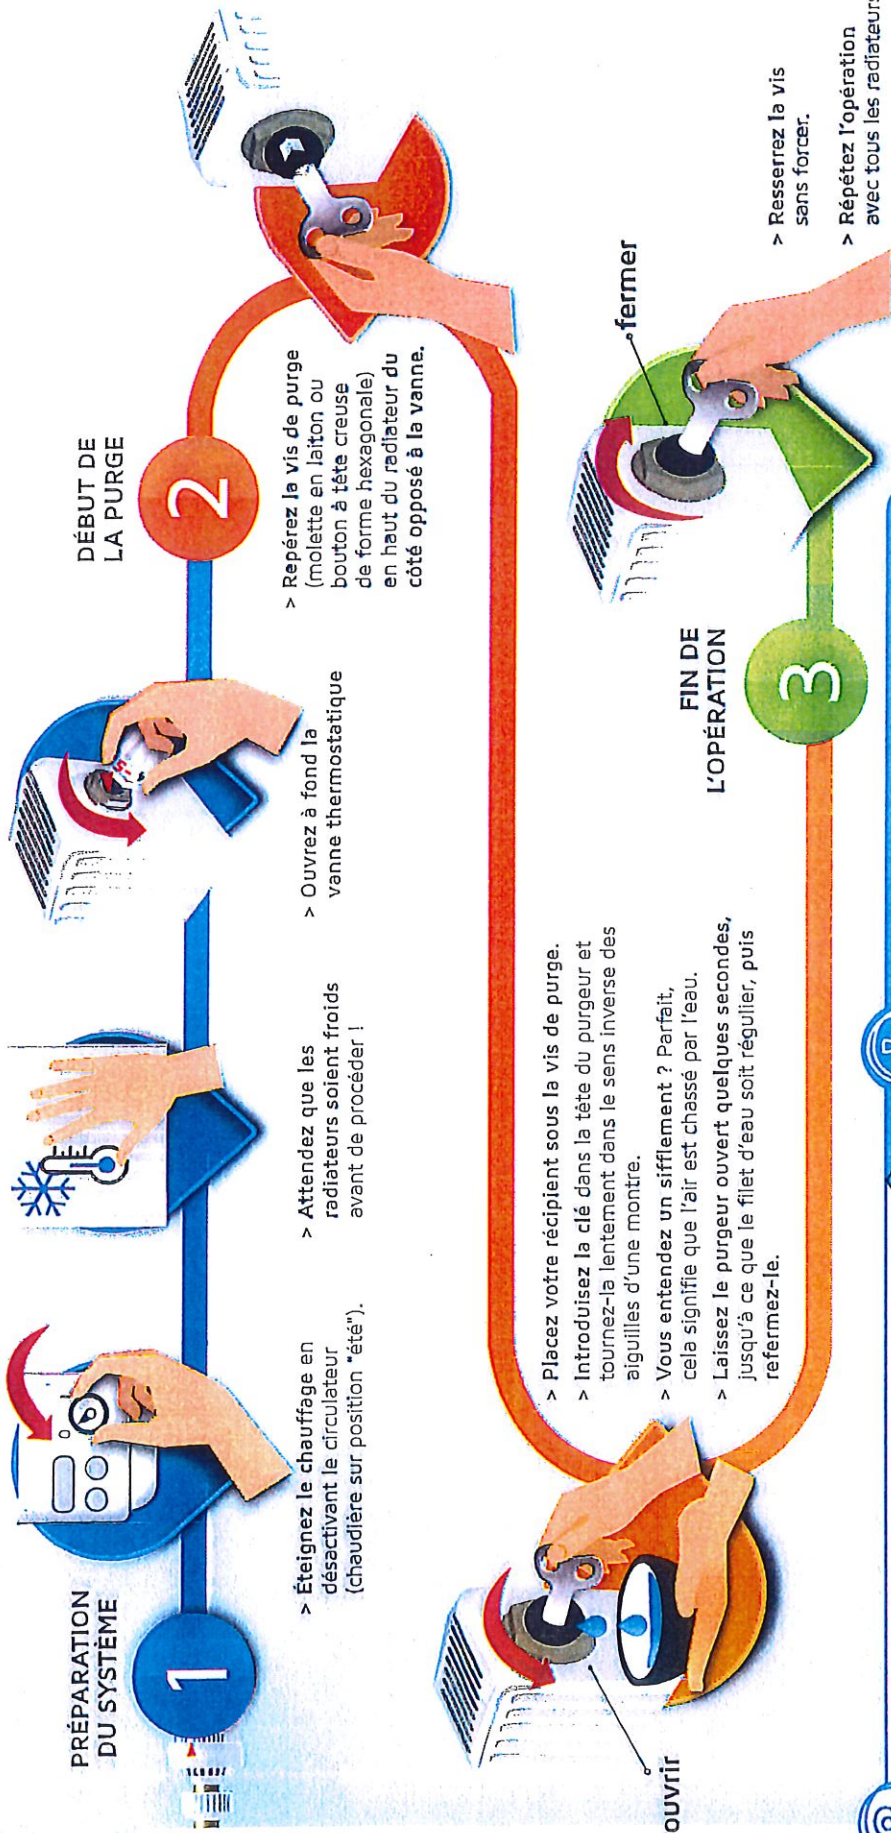 PRÉPARATION
DU SYSTÈME
1
> Éteignez le chauffage en
désactivant le circulateur
(chaudière sur position "été").
> Attendez que les
radiateurs soient froids
avant de procéder !
5
> Ouvrez à fond la
vanne thermostatique
DÉBUT DE
LA PURGE
2
> Repérez la vis de purge
(molette en laiton ou
bouton à tête creuse
de forme hexagonale)
en haut du radiateur du
côté opposé à la vanne.
ouvrir
> Placez votre récipient sous la vis de purge.
> Introduisez la clé dans la tête du purgeur et
tournez-la lentement dans le sens inverse des
aiguilles d'une montre.
> Vous entendez un sifflement ? Parfait,
cela signifie que l'air est chassé par l'eau.
> Laissez le purgeur ouvert quelques secondes,
jusqu'à ce que le filet d'eau soit régulier, puis
refermez-le.
FIN DE
L'OPÉRATION
3
fermer
> Resserrez la vis
sans forcer.
> Répétez l'opération
avec tous les radiateurs